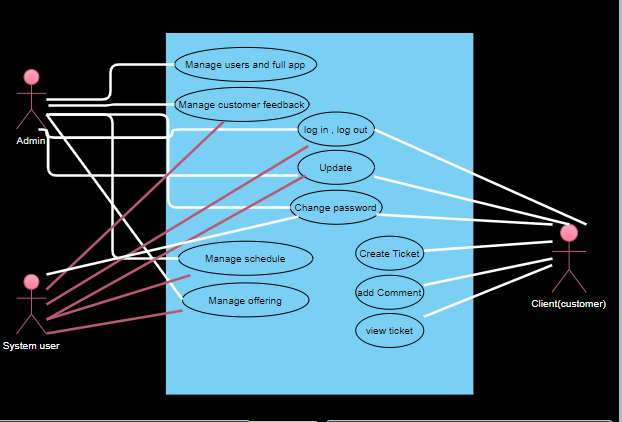 Manage users and full app
Manage customer feedback
Admin
log in , log out
Update
Change password
Create Ticket
Manage schedule
add Comment
Manage offering
Client(customer)
view ticket
System user